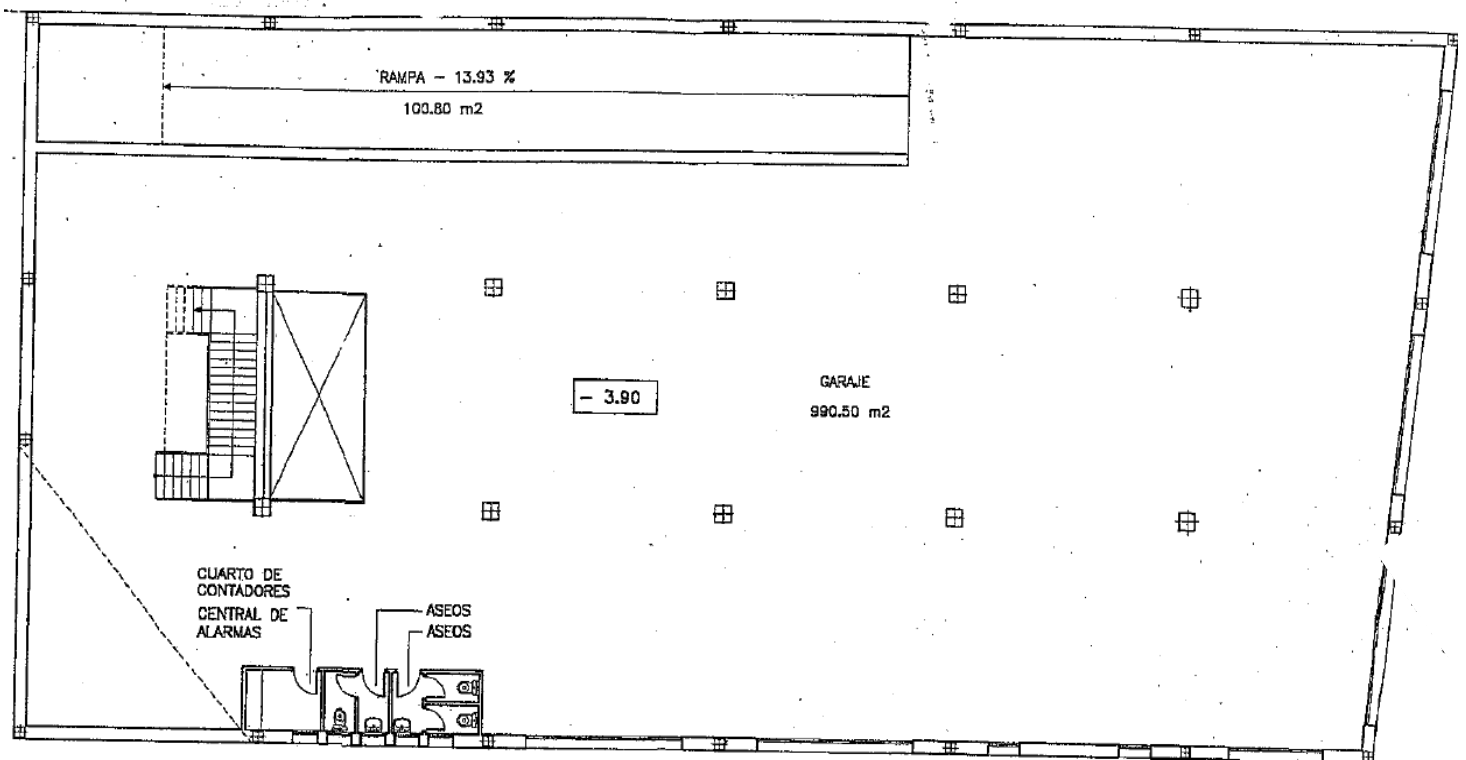 RAMPA - 13.93 %
100.80 m2
- 3.90
GARAJE
990.50 m2
CUARTO DE
CONTADORES
CENTRAL DE
ALARMAS
ASEOS
ASEOS